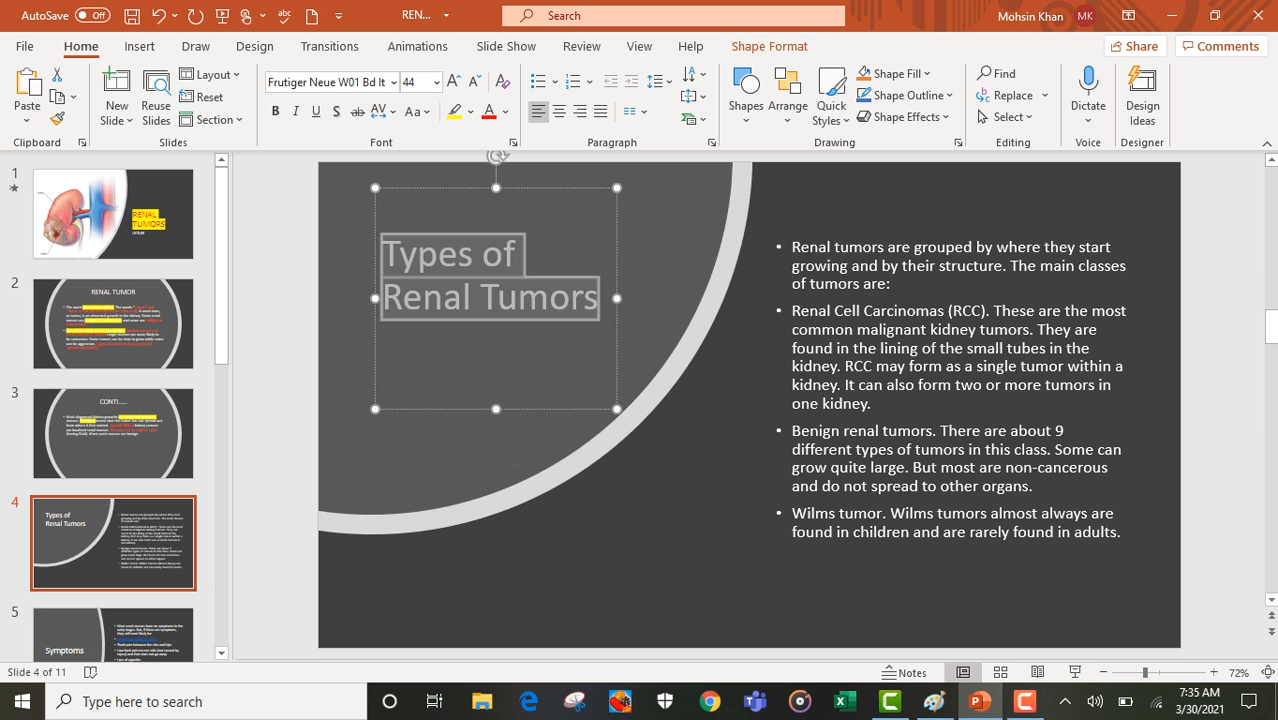 AutoSave Off
REN...
Search
Mohsin Khan MK
File Home Insert Draw Design Transitions Animations Slide Show Review View Help Shape Format Share Comments
Paste
Clipboard
New Slide
Reuse Slides
Layout
Reset
Section
Slides
Frutiger Neue W01 Bd It 44
Font
Paragraph
Shapes
Arrange
Quick Styles
Shape Fill
Shape Outline
Shape Effects
Drawing
Find
Replace
Select
Editing
Dictate
Voice
Design Ideas
Designer
1
RENAL
TUMORS
2
RENAL TUMOR
3
CONTI.....
4
Types of
Renal Tumors
5
Symptoms
Types of
Renal Tumors
• Renal tumors are grouped by where they start
growing and by their structure. The main classes
of tumors are:
• Renal Cell Carcinomas (RCC). These are the most
common malignant kidney tumors. They are
found in the lining of the small tubes in the
kidney. RCC may form as a single tumor within a
kidney. It can also form two or more tumors in
one kidney.
• Benign renal tumors. There are about 9
different types of tumors in this class. Some can
grow quite large. But most are non-cancerous
and do not spread to other organs.
• Wilms tumor. Wilms tumors almost always are
found in children and are rarely found in adults.
Slide 4 of 11
Notes
72%
Type here to search
7:35 AM
3/30/2021